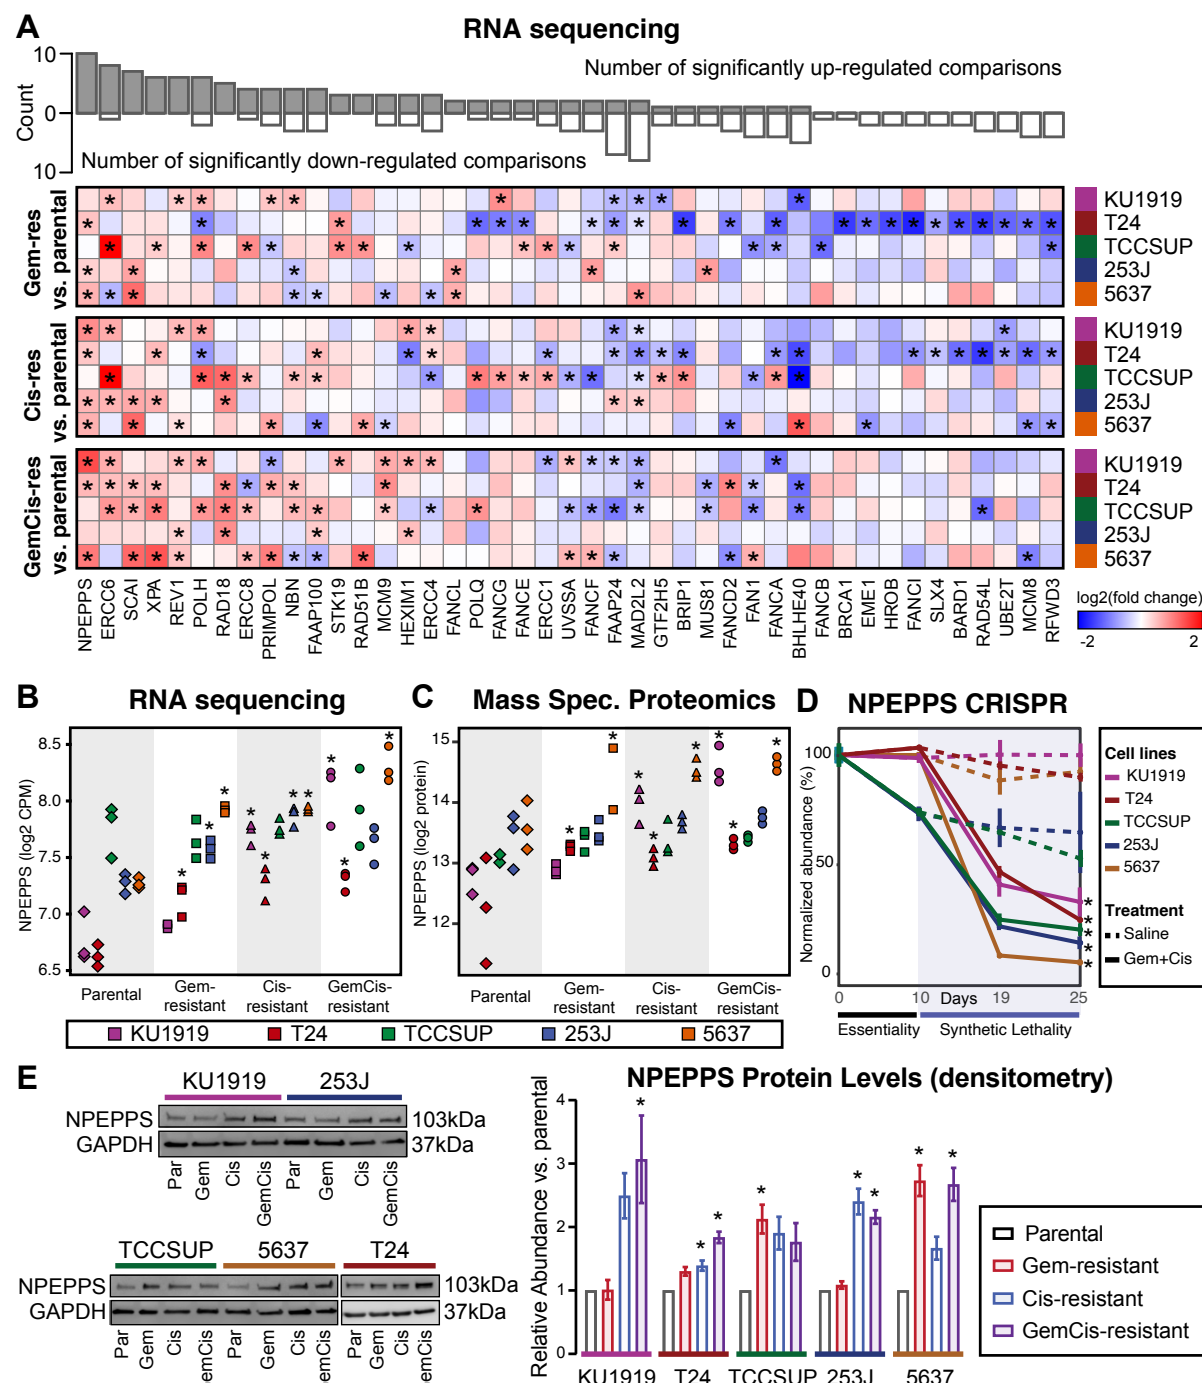 A
RNA sequencing
10
0
10
Count
Number of significantly up-regulated comparisons
Number of significantly down-regulated comparisons
Gem-res
vs. parental
KU1919
T24
TCCSUP
253J
5637
Cis-res
vs. parental
KU1919
T24
TCCSUP
253J
5637
GemCis-res
vs. parental
KU1919
T24
TCCSUP
253J
5637
NPEPPS
ERCC6
SCAI
XPA
REV1
POLH
RAD18
ERCC8
PRIMPOL
NBN
FAAP100
STK19
RAD51B
MCM9
HEXIM1
ERCC4
FANCL
POLQ
FANCG
FANCE
ERCC1
UVSSA
FANCF
FAAP24
MAD2L2
GTF2H5
BRIP1
MUS81
FANCD2
FAN1
FANCA
BHLHE40
FANCB
BRCA1
EME1
HROB
FANCI
SLX4
BARD1
RAD54L
UBE2T
MCM8
RFWD3
log2(fold change)
-2 2
B
RNA sequencing
NPEPPS (log2 CPM)
8.5
8.0
7.5
7.0
6.5
Parental
Gem-
resistant
Cis-
resistant
GemCis-
resistant
C
Mass Spec. Proteomics
NPEPPS (log2 protein)
15
14
13
12
Parental
Gem-
resistant
Cis-
resistant
GemCis-
resistant
KU1919 T24 TCCSUP 253J 5637
D
NPEPPS CRISPR
Normalized abundance (%)
100
50
0
0 10 Days 19 25
Essentiality Synthetic Lethality
Cell lines
KU1919
T24
TCCSUP
253J
5637
Treatment
Saline
Gem+Cis
E
KU1919 253J
NPEPPS 103kDa
GAPDH 37kDa
Par Gem Cis GemCis Par Gem Cis GemCis
TCCSUP 5637 T24
NPEPPS 103kDa
GAPDH 37kDa
Par Gem Cis emCis Par Gem Cis emCis Par Gem Cis emCis
NPEPPS Protein Levels (densitometry)
Relative Abundance vs. parental
4
3
2
1
0
KU1919 T24 TCCSUP 253J 5637
Parental
Gem-resistant
Cis-resistant
GemCis-resistant